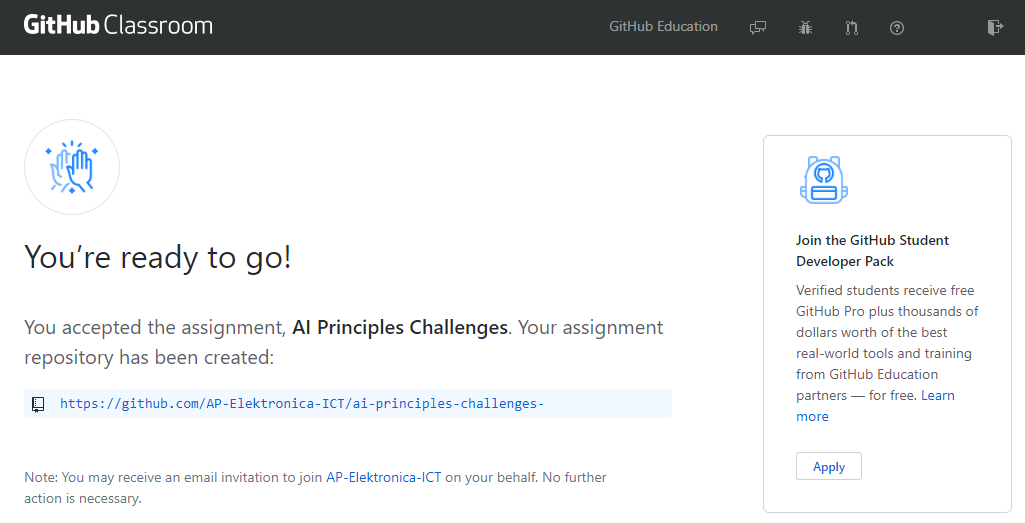 GitHub Classroom
GitHub Education
You’re ready to go!
You accepted the assignment, AI Principles Challenges. Your assignment
repository has been created:
https://github.com/AP-Elektronica-ICT/ai-principles-challenges-
Note: You may receive an email invitation to join AP-Elektronica-ICT on your behalf. No further
action is necessary.
Join the GitHub Student
Developer Pack
Verified students receive free
GitHub Pro plus thousands of
dollars worth of the best
real-world tools and training
from GitHub Education
partners — for free. Learn
more
Apply